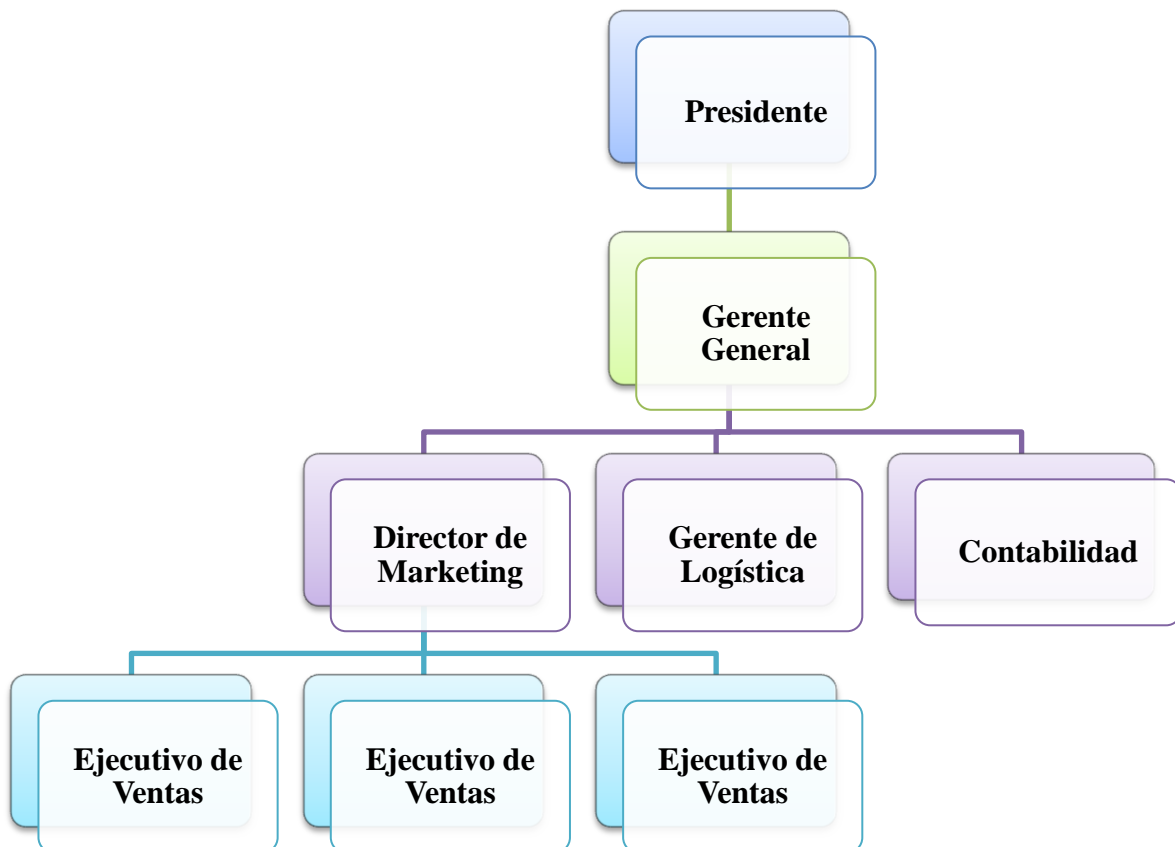 Presidente
Gerente
General
Director de
Marketing
Gerente de
Logística
Contabilidad
Ejecutivo de
Ventas
Ejecutivo de
Ventas
Ejecutivo de
Ventas